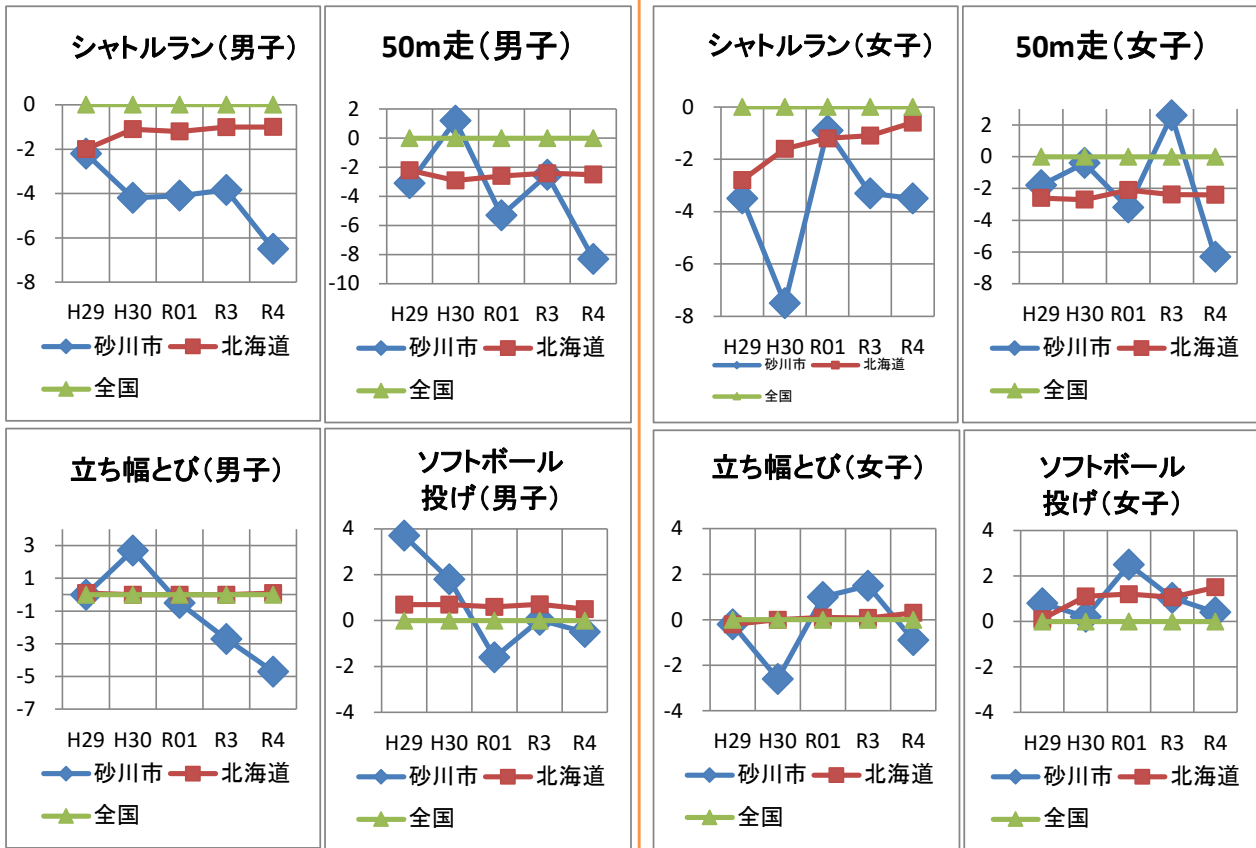 シャトルラン(男子)
0
-2
-4
-6
-8
H29 H30 R01 R3 R4
砂川市 北海道
全国
50m走(男子)
2
0
-2
-4
-6
-8
-10
H29 H30 R01 R3 R4
砂川市 北海道
全国
シャトルラン(女子)
0
-2
-4
-6
-8
H29 H30 R01 R3 R4
砂川市 北海道
全国
50m走(女子)
2
0
-2
-4
-6
-8
H29 H30 R01 R3 R4
砂川市 北海道
全国
立ち幅とび(男子)
3
1
-1
-3
-5
-7
H29 H30 R01 R3 R4
砂川市 北海道
全国
ソフトボール
投げ(男子)
4
2
0
-2
-4
H29 H30 R01 R3 R4
砂川市 北海道
全国
立ち幅とび(女子)
4
2
0
-2
-4
H29 H30 R01 R3 R4
砂川市 北海道
全国
ソフトボール
投げ(女子)
4
2
0
-2
-4
H29 H30 R01 R3 R4
砂川市 北海道
全国